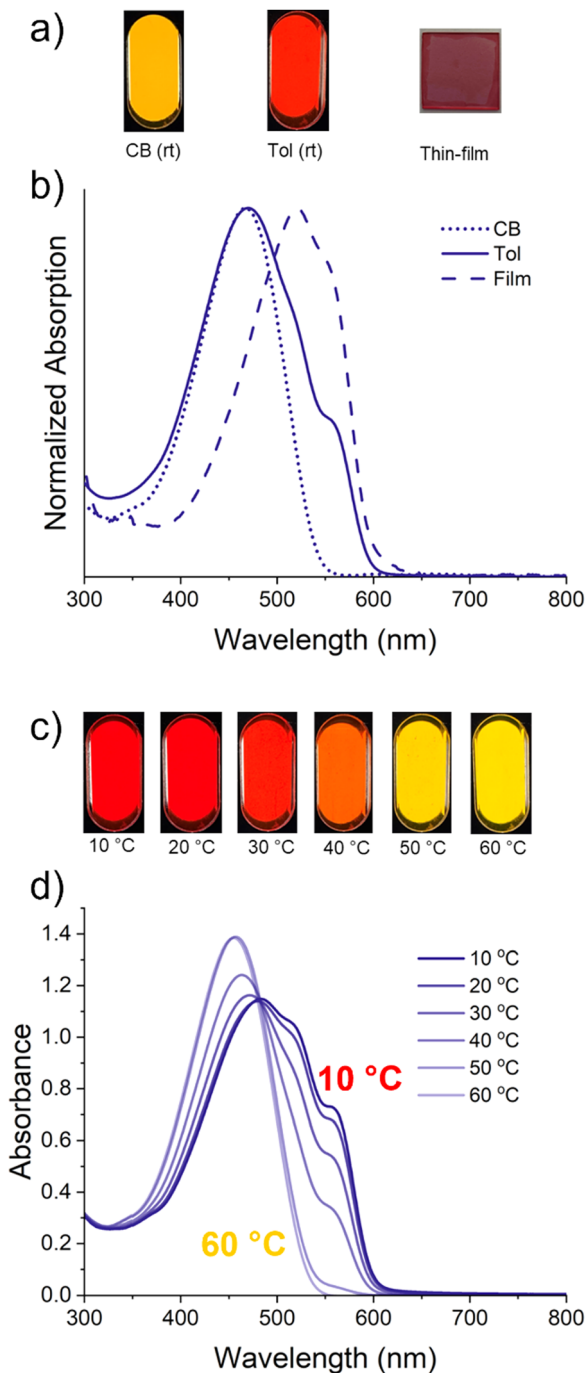 a)
CB (rt) Tol (rt) Thin-film
b)
CB
Tol
Film
Normalized Absorption
300 400 500 600 700 800
Wavelength (nm)
c)
10 °C 20 °C 30 °C 40 °C 50 °C 60 °C
d)
1.4
1.2
1.0
0.8
0.6
0.4
0.2
0.0
Absorbance
10 °C
20 °C
30 °C
40 °C
50 °C
60 °C
10 °C
60 °C
300 400 500 600 700 800
Wavelength (nm)